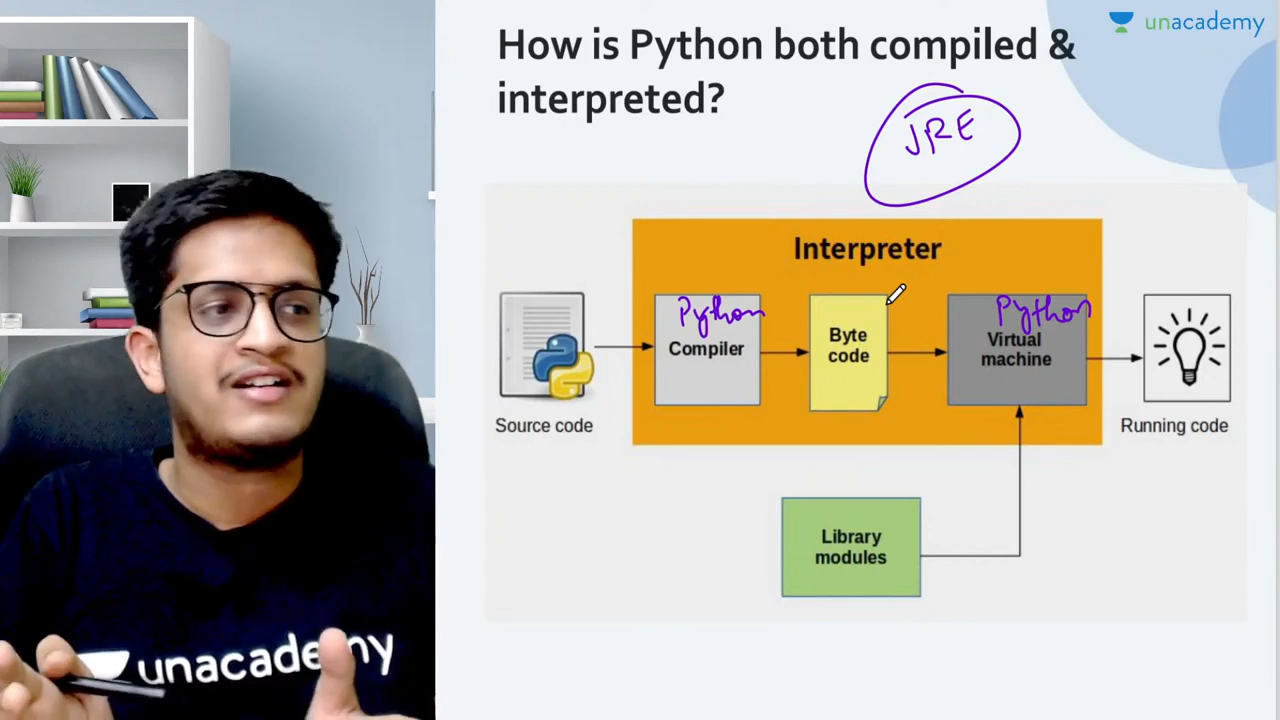 How is Python both compiled &
interpreted?
unacademy
JRE
Interpreter
Python
Compiler
Byte
code
Python
Virtual
machine
Source code
Running code
Library
modules
unacademy